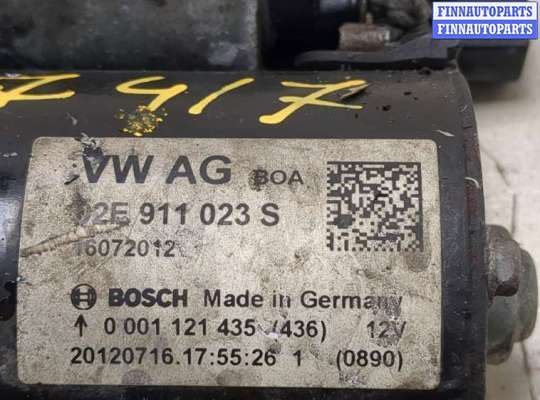 FINNAUTOPARTS
FINNAUTOPARTS
7417
VW AG BOA
02E 911 023 S
16072012
BOSCH Made in Germany
↑ 0 001 121 435 (436) 12V
20120716.17:55:26 1 (0890)